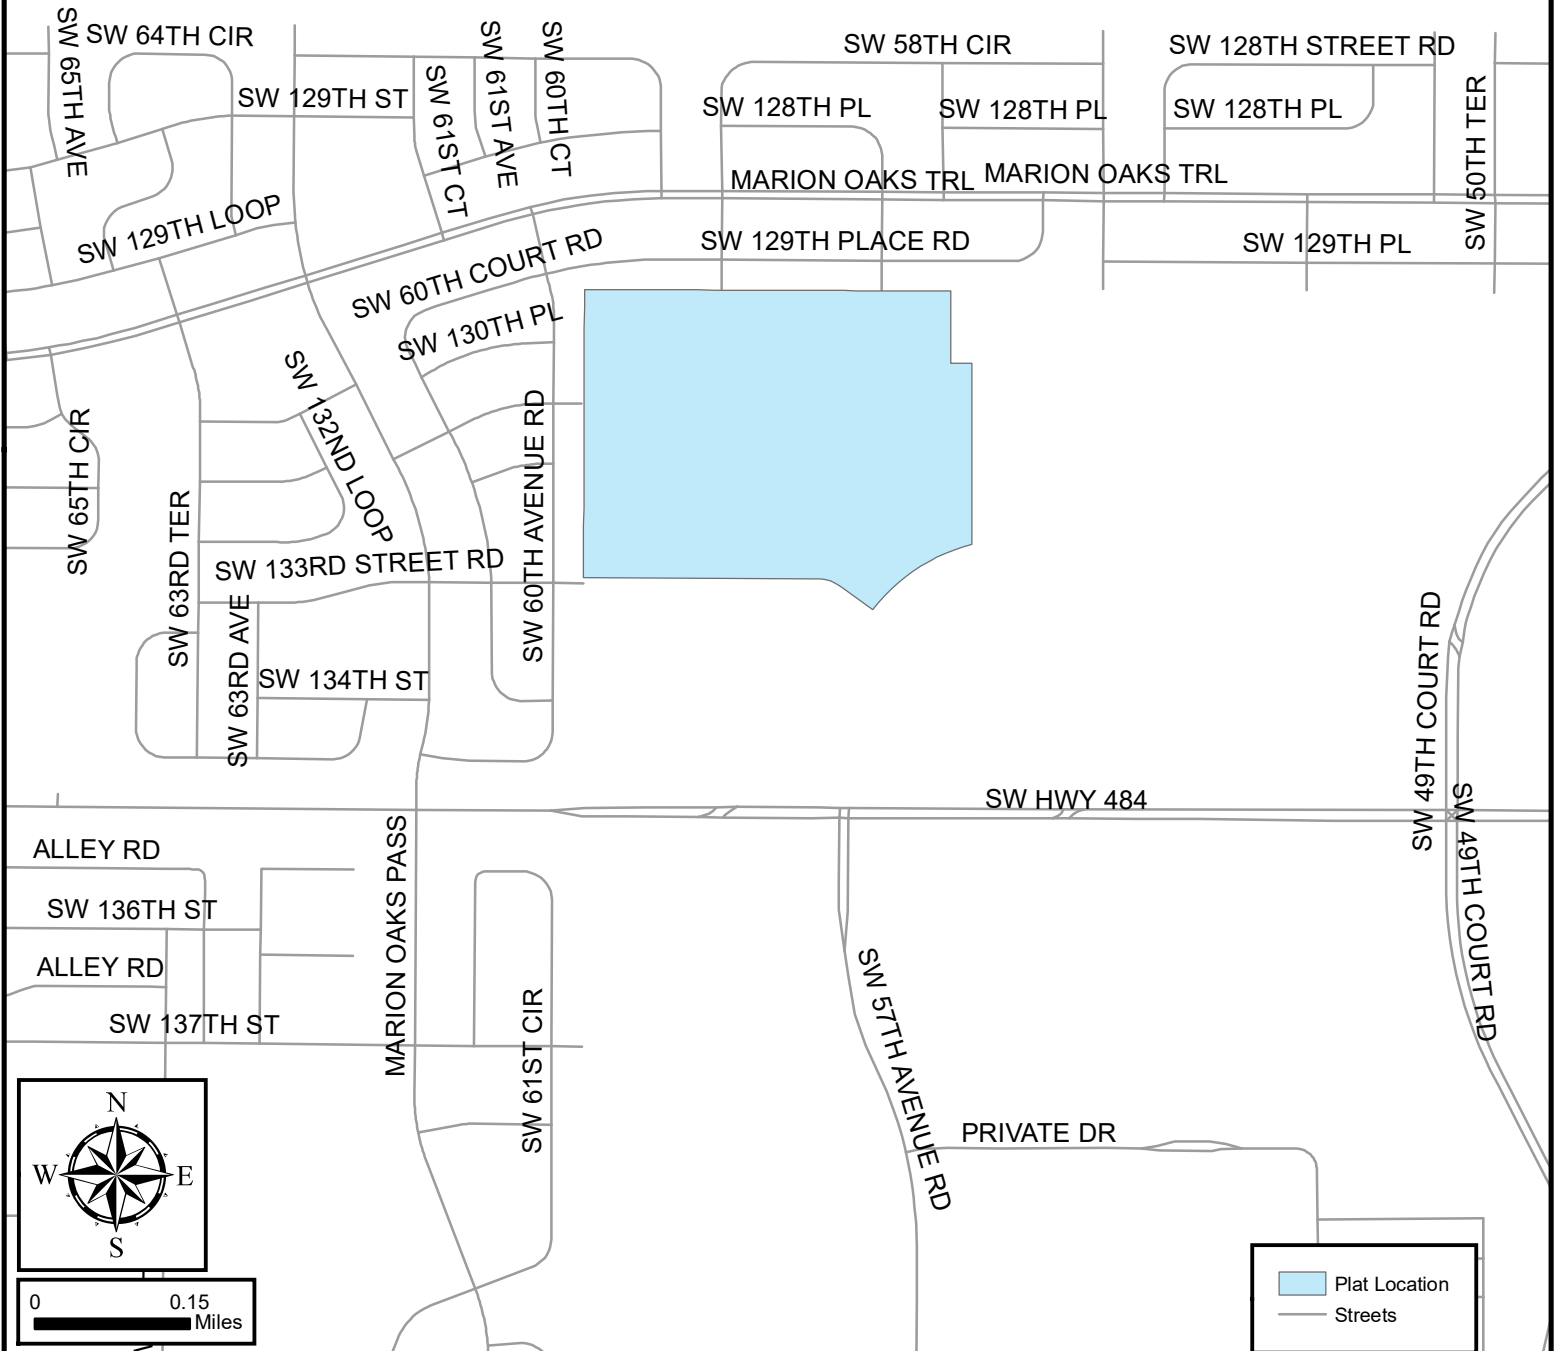 SW 65TH AVE
SW 64TH CIR
SW 129TH ST
SW 61ST CT
SW 61ST AVE
SW 60TH CT
SW 58TH CIR
SW 128TH STREET RD
SW 128TH PL
SW 128TH PL
SW 128TH PL
SW 50TH TER
MARION OAKS TRL
MARION OAKS TRL
SW 129TH LOOP
SW 60TH COURT RD
SW 129TH PLACE RD
SW 129TH PL
SW 130TH PL
SW 132ND LOOP
SW 65TH CIR
SW 63RD TER
SW 60TH AVENUE RD
SW 133RD STREET RD
SW 63RD AVE
SW 134TH ST
SW 49TH COURT RD
SW HWY 484
SW 49TH COURT RD
ALLEY RD
MARION OAKS PASS
SW 136TH ST
ALLEY RD
SW 137TH ST
SW 61ST CIR
SW 57TH AVENUE RD
PRIVATE DR
N
W E
S
0 0.15
Miles
Plat Location
Streets